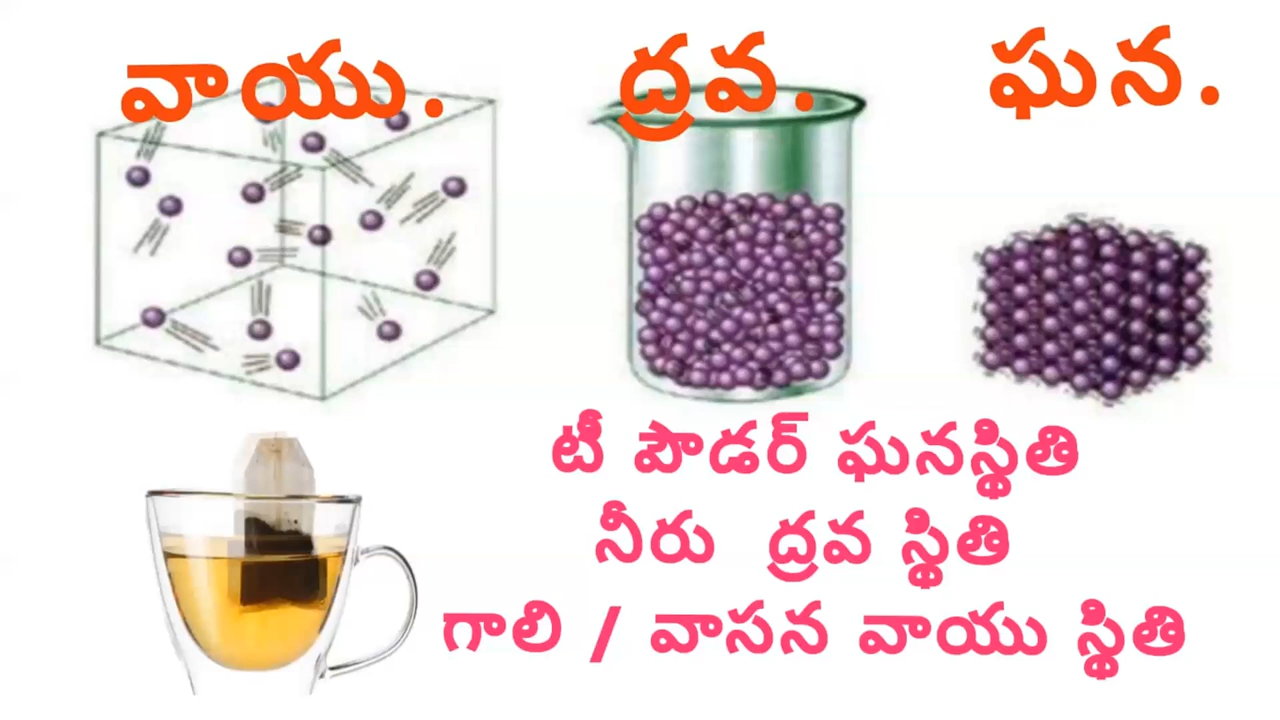 వాయు. ద్రవ. ఘన.
టీ పౌడర్ ఘనస్థితి
నీరు ద్రవ స్థితి
గాలి / వాసన వాయు స్థితి